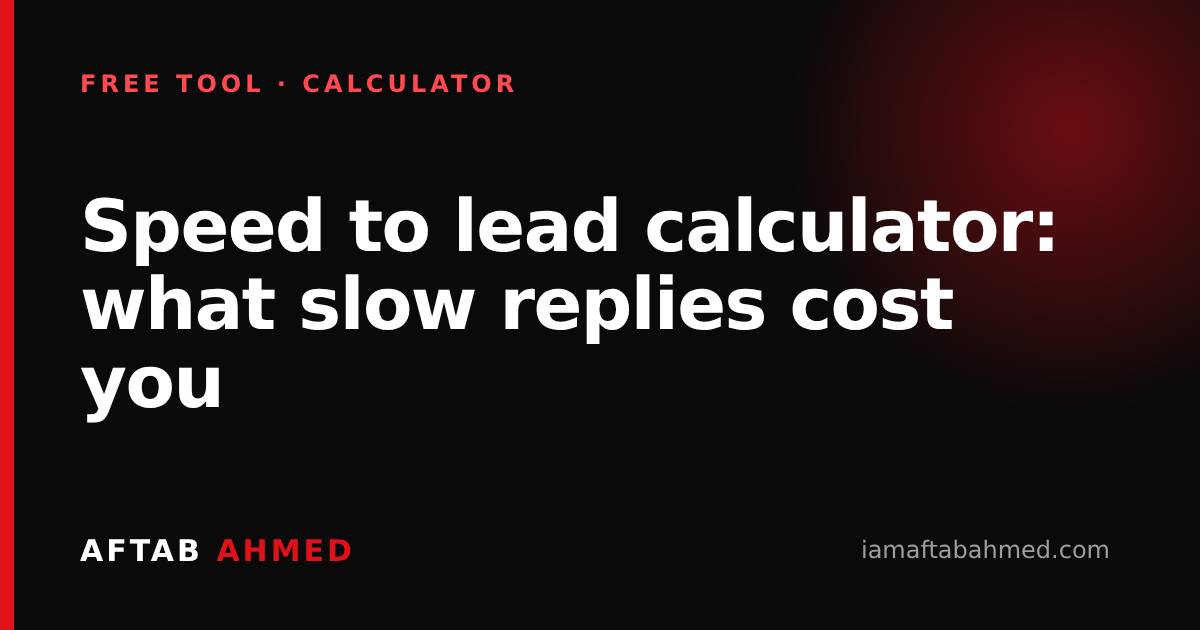 FREE TOOL · CALCULATOR
Speed to lead calculator:
what slow replies cost
you
AFTAB AHMED
iamaftabahmed.com